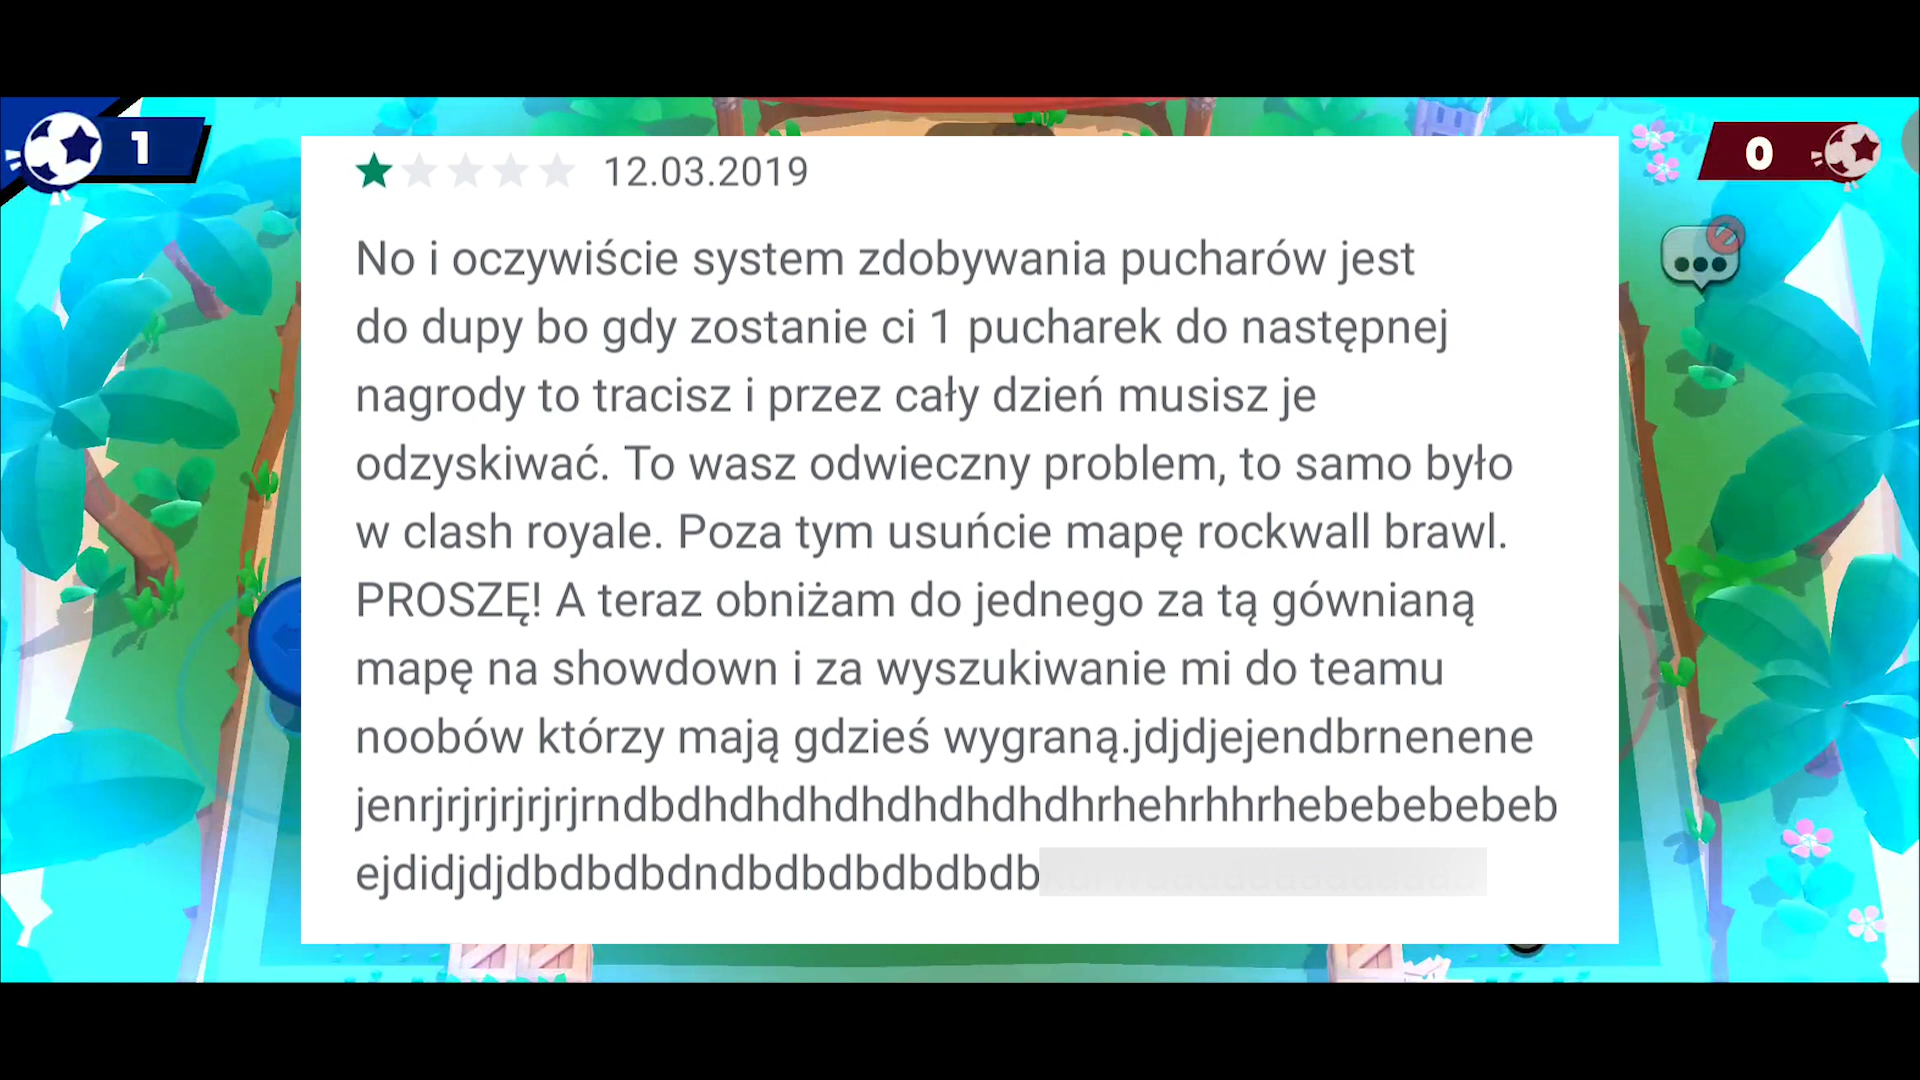 1
0
12.03.2019
No i oczywiście system zdobywania pucharów jest
do dupy bo gdy zostanie ci 1 pucharek do następnej
nagrody to tracisz i przez cały dzień musisz je
odzyskiwać. To wasz odwieczny problem, to samo było
w clash royale. Poza tym usuńcie mapę rockwall brawl.
PROSZĘ! A teraz obniżam do jednego za tą gównianą
mapę na showdown i za wyszukiwanie mi do teamu
noobów którzy mają gdzieś wygraną.jdjdjejendbrnenene
jenrjrjrjrjrjrjrjrndbdhdhdhdhdhdhdhdhrhehrhhrhebebebebeb
ejdidjdjdbdbdbdndbdbdbdbdbdb